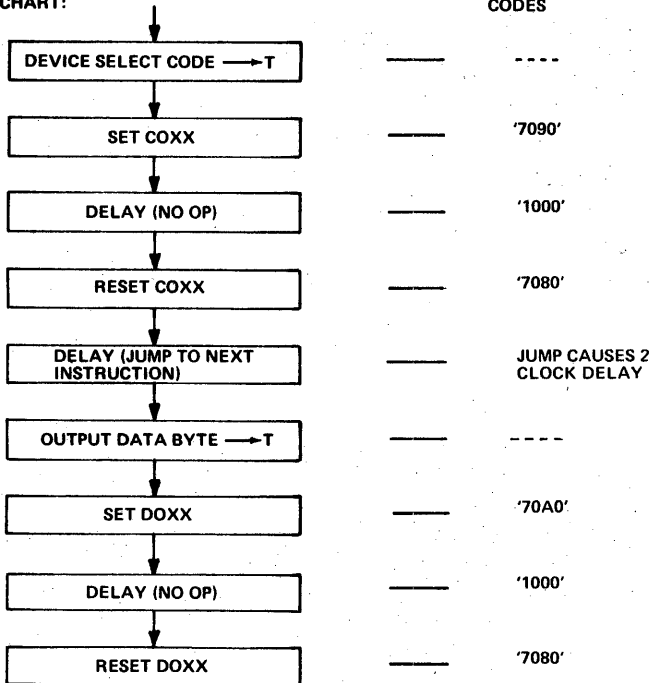 CHART:
CODES
DEVICE SELECT CODE → T
- - - -
SET COXX
'7090'
DELAY (NO OP)
'1000'
RESET COXX
'7080'
DELAY (JUMP TO NEXT
INSTRUCTION)
JUMP CAUSES 2
CLOCK DELAY
OUTPUT DATA BYTE → T
- - - -
SET DOXX
'70A0'
DELAY (NO OP)
'1000'
RESET DOXX
'7080'